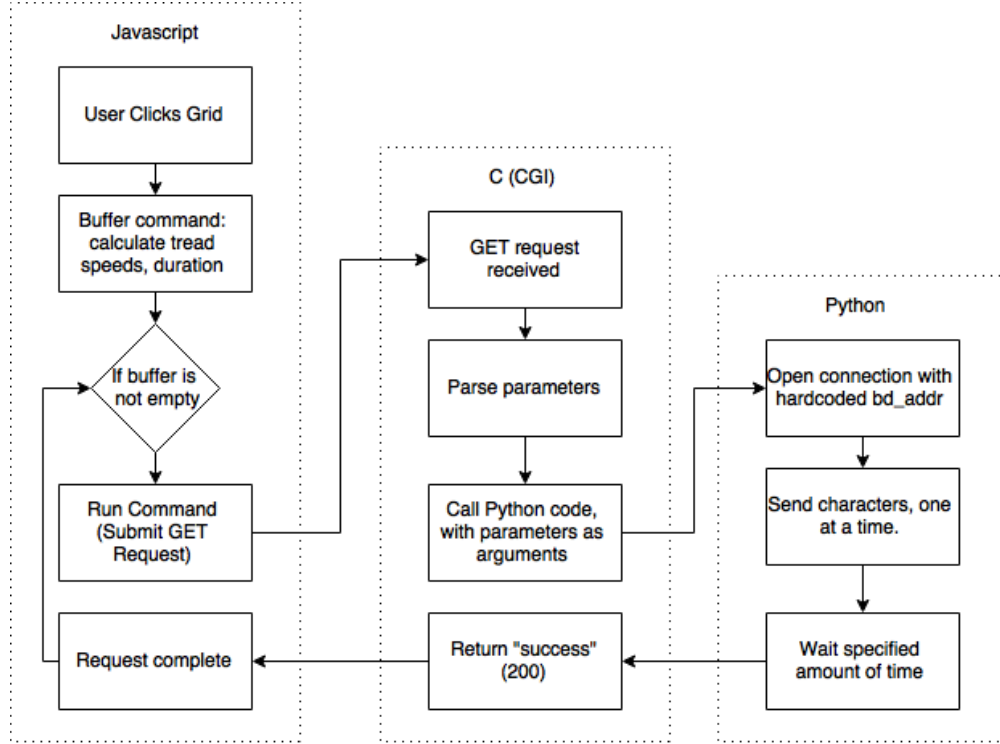 Javascript
User Clicks Grid
Buffer command:
calculate tread
speeds, duration
If buffer is
not empty
Run Command
(Submit GET
Request)
Request complete
C (CGI)
GET request
received
Parse parameters
Call Python code,
with parameters as
arguments
Return "success"
(200)
Python
Open connection with
hardcoded bd_addr
Send characters, one
at a time.
Wait specified
amount of time